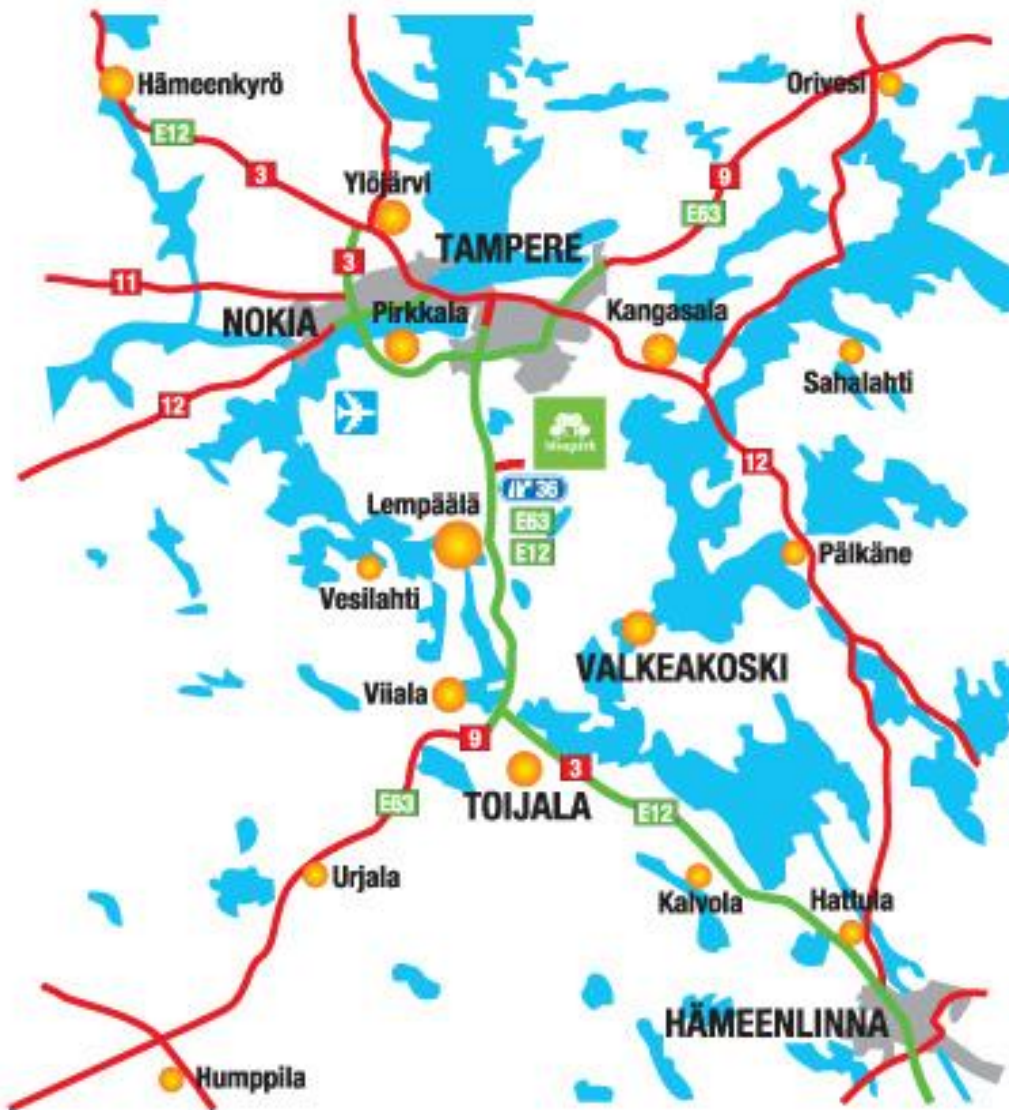 Hämeenkyrö
Orivesi
E12
3
Ylöjärvi
9
E63
TAMPERE
3
11
NOKIA
Pirkkala
Kangasala
Sahalahti
12
ideapark
12
36
Lempäälä
E63
E12
Pälkäne
Vesilahti
VALKEAKOSKI
Viiala
9
3
E63
TOIJALA
E12
Urjala
Kalvola
Hattula
HÄMEENLINNA
Humppila